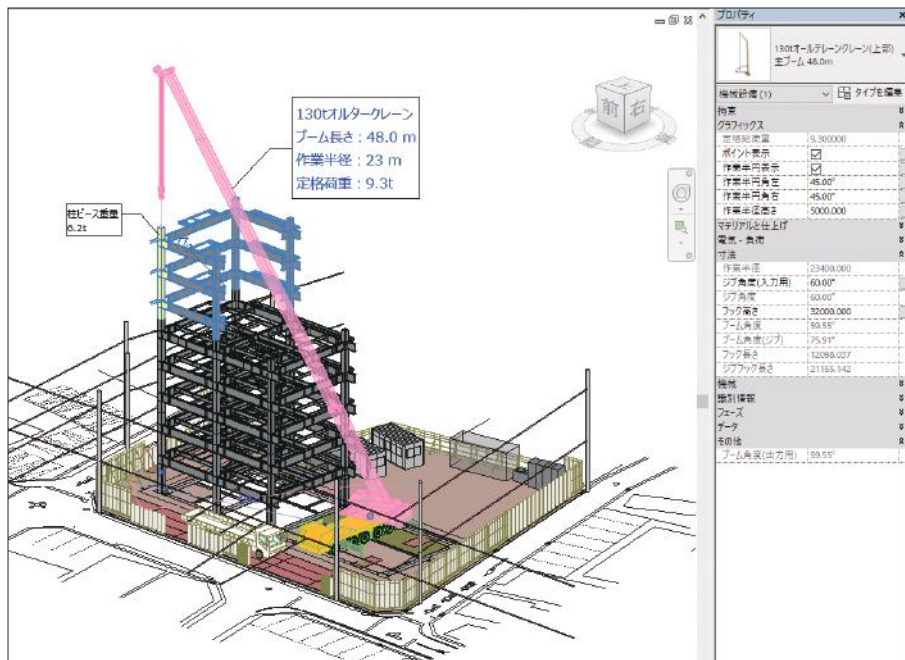 プロパティ
130tオールテレーンクレーン(上部)
主ブーム 48.0m
機械設備 (1)
タイプを編集
拘束
グラフィックス
定格総荷重 9.300000
ポイント表示
作業半円表示
作業半円角左 45.00°
作業半円角右 45.00°
作業半径高さ 5000.000
マテリアルと仕上げ
電気 - 負荷
寸法
作業半径 23400.000
ジブ角度(入力用) 60.00°
ジブ角度 60.00°
フック高さ 32000.000
ブーム角度 59.55°
ブーム角度(ジブ) 75.91°
フック長さ 12098.037
ジブフック長さ 21165.142
機械
識別情報
フェーズ
データ
その他
ブーム角度(出力用) 59.55°
130tオルタークレーン
ブーム長さ：48.0 m
作業半径：23 m
定格荷重：9.3t
柱ピース重量
6.2t
上
前
右